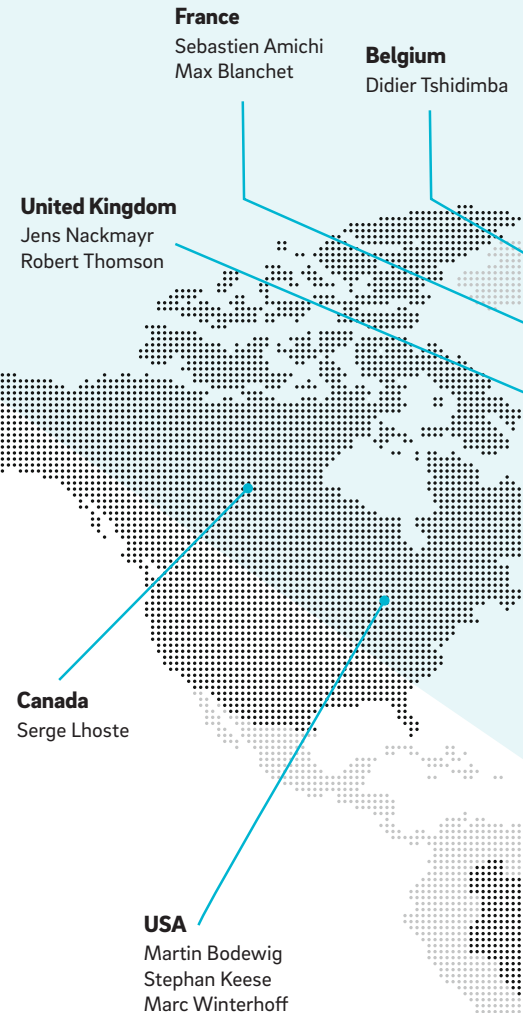 France
Sebastien Amichi
Max Blanchet
Belgium
Didier Tshidimba
United Kingdom
Jens Nackmayr
Robert Thomson
Canada
Serge Lhoste
USA
Martin Bodewig
Stephan Keese
Marc Winterhoff